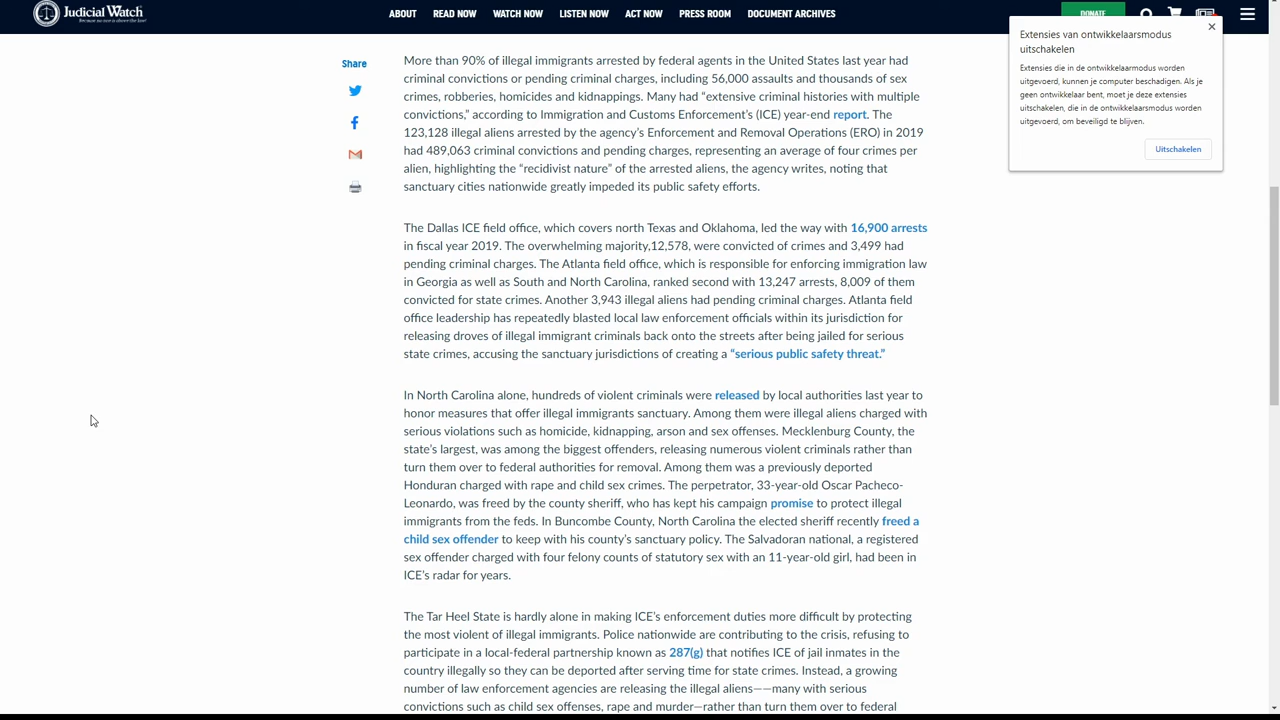 Judicial Watch
Because no one is above the law!
ABOUT READ NOW WATCH NOW LISTEN NOW ACT NOW PRESS ROOM DOCUMENT ARCHIVES
DONATE
Extensies van ontwikkelaarsmodus
uitschakelen
Extensies die in de ontwikkelaarmodus worden
uitgevoerd, kunnen je computer beschadigen. Als je
geen ontwikkelaar bent, moet je deze extensies
uitschakelen, die in de ontwikkelaarsmodus worden
uitgevoerd, om beveiligd te blijven.
Uitschakelen
Share
More than 90% of illegal immigrants arrested by federal agents in the United States last year had
criminal convictions or pending criminal charges, including 56,000 assaults and thousands of sex
crimes, robberies, homicides and kidnappings. Many had “extensive criminal histories with multiple
convictions,” according to Immigration and Customs Enforcement’s (ICE) year-end report. The
123,128 illegal aliens arrested by the agency’s Enforcement and Removal Operations (ERO) in 2019
had 489,063 criminal convictions and pending charges, representing an average of four crimes per
alien, highlighting the “recidivist nature” of the arrested aliens, the agency writes, noting that
sanctuary cities nationwide greatly impeded its public safety efforts.
The Dallas ICE field office, which covers north Texas and Oklahoma, led the way with 16,900 arrests
in fiscal year 2019. The overwhelming majority,12,578, were convicted of crimes and 3,499 had
pending criminal charges. The Atlanta field office, which is responsible for enforcing immigration law
in Georgia as well as South and North Carolina, ranked second with 13,247 arrests, 8,009 of them
convicted for state crimes. Another 3,943 illegal aliens had pending criminal charges. Atlanta field
office leadership has repeatedly blasted local law enforcement officials within its jurisdiction for
releasing droves of illegal immigrant criminals back onto the streets after being jailed for serious
state crimes, accusing the sanctuary jurisdictions of creating a “serious public safety threat.”
In North Carolina alone, hundreds of violent criminals were released by local authorities last year to
honor measures that offer illegal immigrants sanctuary. Among them were illegal aliens charged with
serious violations such as homicide, kidnapping, arson and sex offenses. Mecklenburg County, the
state’s largest, was among the biggest offenders, releasing numerous violent criminals rather than
turn them over to federal authorities for removal. Among them was a previously deported
Honduran charged with rape and child sex crimes. The perpetrator, 33-year-old Oscar Pacheco-
Leonardo, was freed by the county sheriff, who has kept his campaign promise to protect illegal
immigrants from the feds. In Buncombe County, North Carolina the elected sheriff recently freed a
child sex offender to keep with his county’s sanctuary policy. The Salvadoran national, a registered
sex offender charged with four felony counts of statutory sex with an 11-year-old girl, had been in
ICE’s radar for years.
The Tar Heel State is hardly alone in making ICE’s enforcement duties more difficult by protecting
the most violent of illegal immigrants. Police nationwide are contributing to the crisis, refusing to
participate in a local-federal partnership known as 287(g) that notifies ICE of jail inmates in the
country illegally so they can be deported after serving time for state crimes. Instead, a growing
number of law enforcement agencies are releasing the illegal aliens——many with serious
convictions such as child sex offenses, rape and murder—rather than turn them over to federal